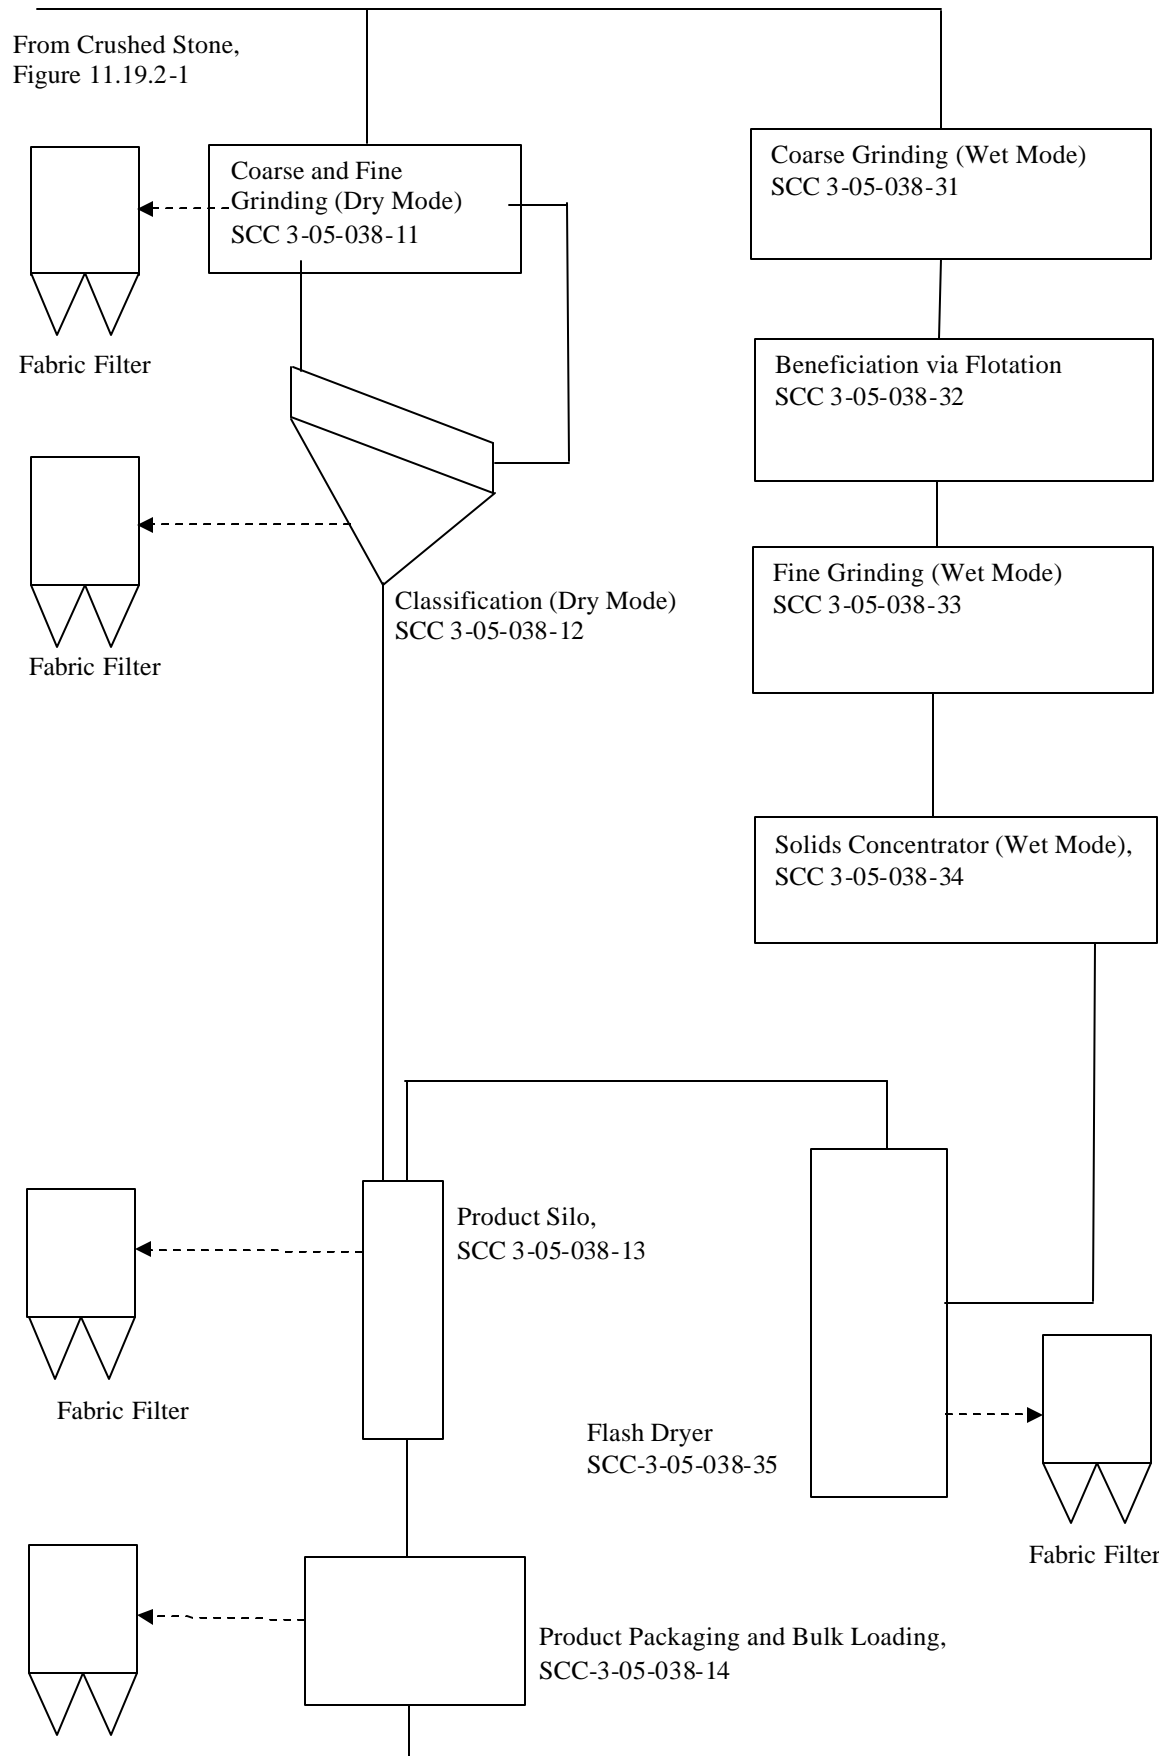 From Crushed Stone,
Figure 11.19.2-1
Coarse and Fine
Grinding (Dry Mode)
SCC 3-05-038-11
Coarse Grinding (Wet Mode)
SCC 3-05-038-31
Fabric Filter
Beneficiation via Flotation
SCC 3-05-038-32
Fine Grinding (Wet Mode)
SCC 3-05-038-33
Classification (Dry Mode)
SCC 3-05-038-12
Fabric Filter
Solids Concentrator (Wet Mode),
SCC 3-05-038-34
Product Silo,
SCC 3-05-038-13
Fabric Filter
Flash Dryer
SCC-3-05-038-35
Fabric Filter
Product Packaging and Bulk Loading,
SCC-3-05-038-14